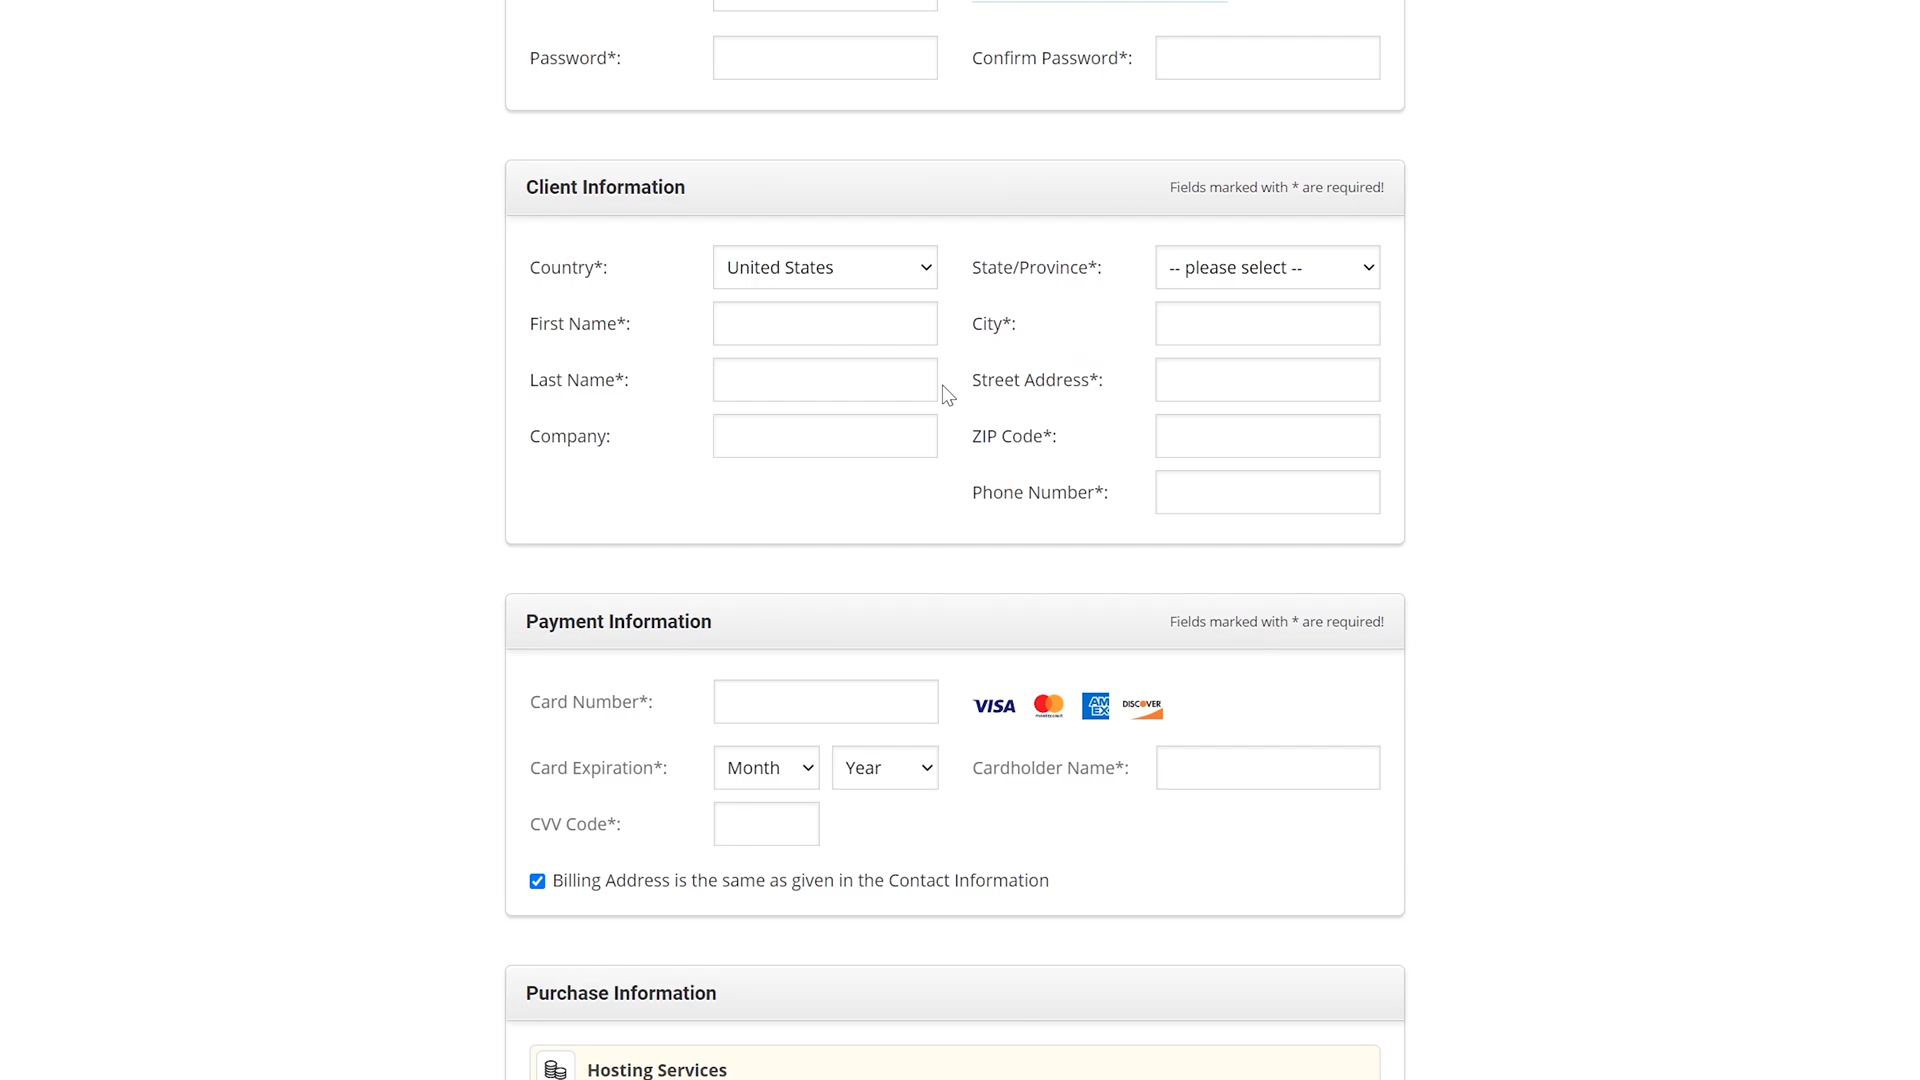 Password*: Confirm Password*:
Client Information Fields marked with * are required!
Country*: United States State/Province*: -- please select --
First Name*: City*:
Last Name*: Street Address*:
Company: ZIP Code*:
Phone Number*:
Payment Information Fields marked with * are required!
Card Number*: VISA AM EX DISCOVER
Card Expiration*: Month Year Cardholder Name*:
CVV Code*:
Billing Address is the same as given in the Contact Information
Purchase Information
Hosting Services